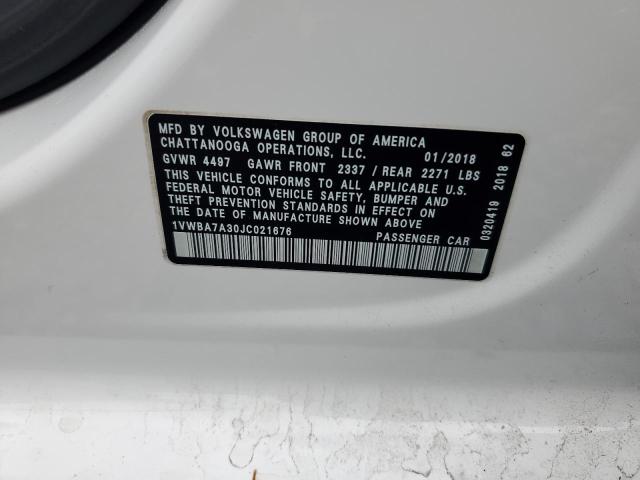 MFD BY VOLKSWAGEN GROUP OF AMERICA
CHATTANOOGA OPERATIONS, LLC. 01/2018
GVWR 4497 GAWR FRONT 2337 / REAR 2271 LBS
THIS VEHICLE CONFORMS TO ALL APPLICABLE U.S.
FEDERAL MOTOR VEHICLE SAFETY, BUMPER AND
THEFT PREVENTION STANDARDS IN EFFECT ON
THE DATE OF MANUFACTURE SHOWN ABOVE
1VWBA7A30JC021676 PASSENGER CAR
0320419 2018 62